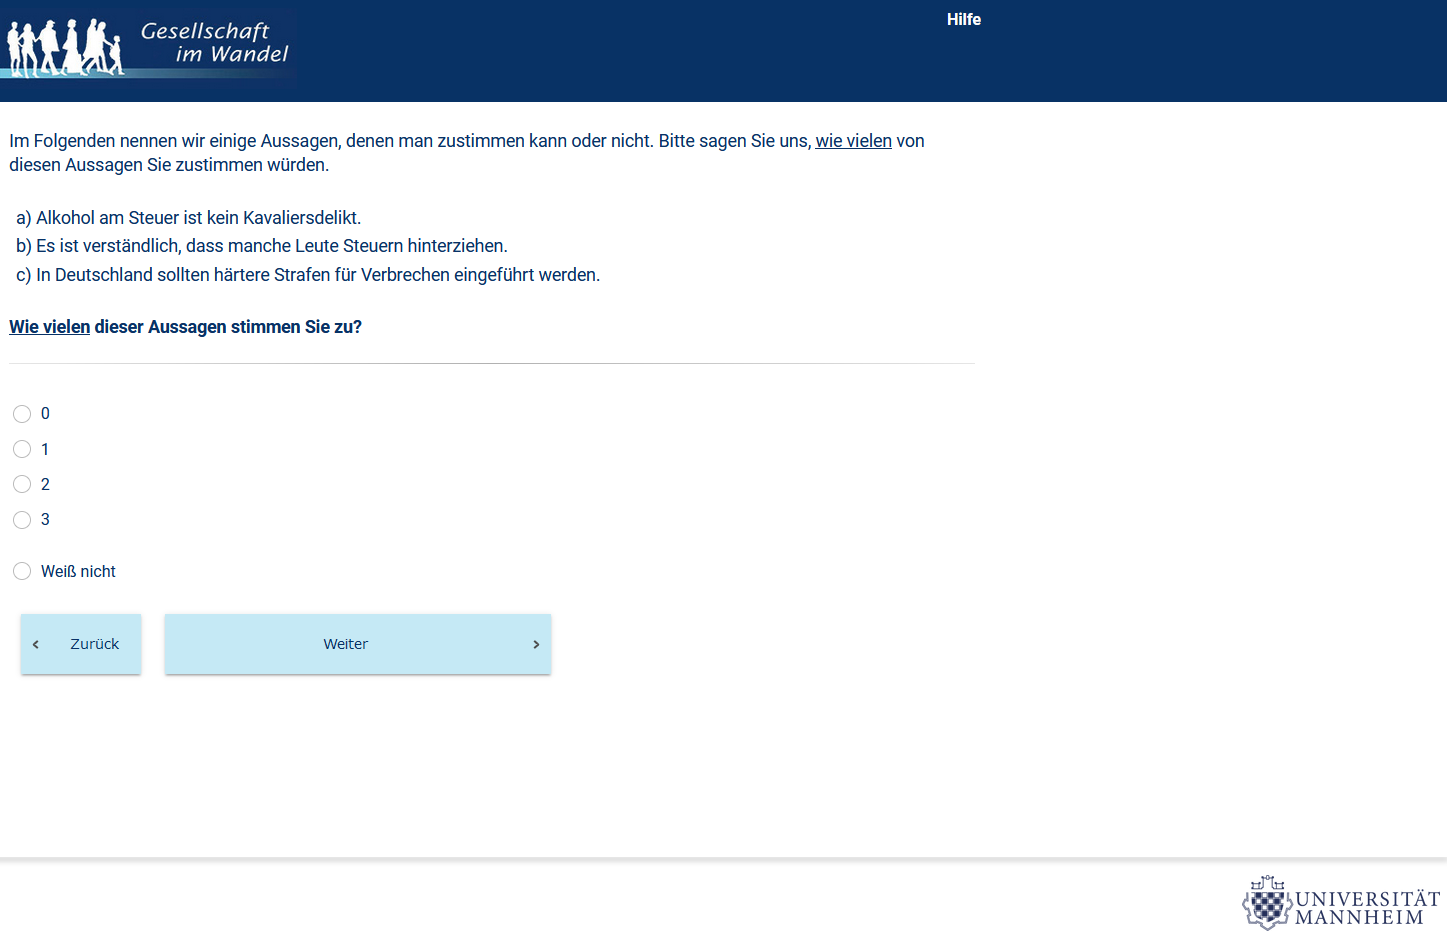 Gesellschaft
im Wandel
Hilfe
Im Folgenden nennen wir einige Aussagen, denen man zustimmen kann oder nicht. Bitte sagen Sie uns, wie vielen von
diesen Aussagen Sie zustimmen würden.
a) Alkohol am Steuer ist kein Kavaliersdelikt.
b) Es ist verständlich, dass manche Leute Steuern hinterziehen.
c) In Deutschland sollten härtere Strafen für Verbrechen eingeführt werden.
Wie vielen dieser Aussagen stimmen Sie zu?
0
1
2
3
Weiß nicht
Zurück
Weiter
UNIVERSITÄT
MANNHEIM